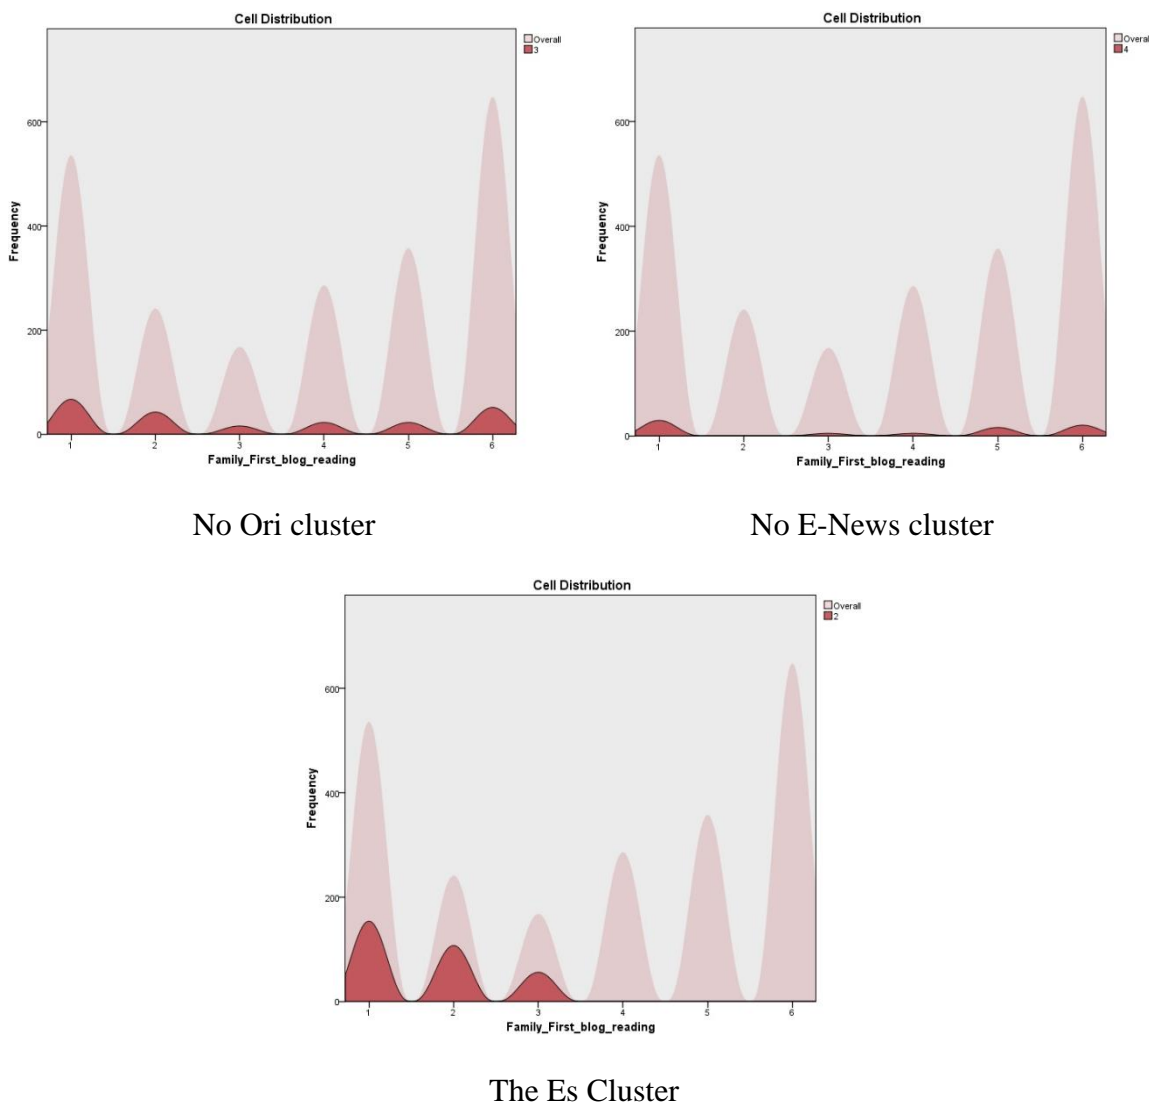 Cell Distribution
Overall
3
600
400
200
0
Frequency
1 2 3 4 5 6
Family_First_blog_reading
No Ori cluster
Cell Distribution
Overal
4
600
400
200
0
Frequency
1 2 3 4 5 6
Family_First_blog_reading
No E-News cluster
Cell Distribution
Overall
2
600
400
200
0
Frequency
1 2 3 4 5 6
Family_First_blog_reading
The Es Cluster